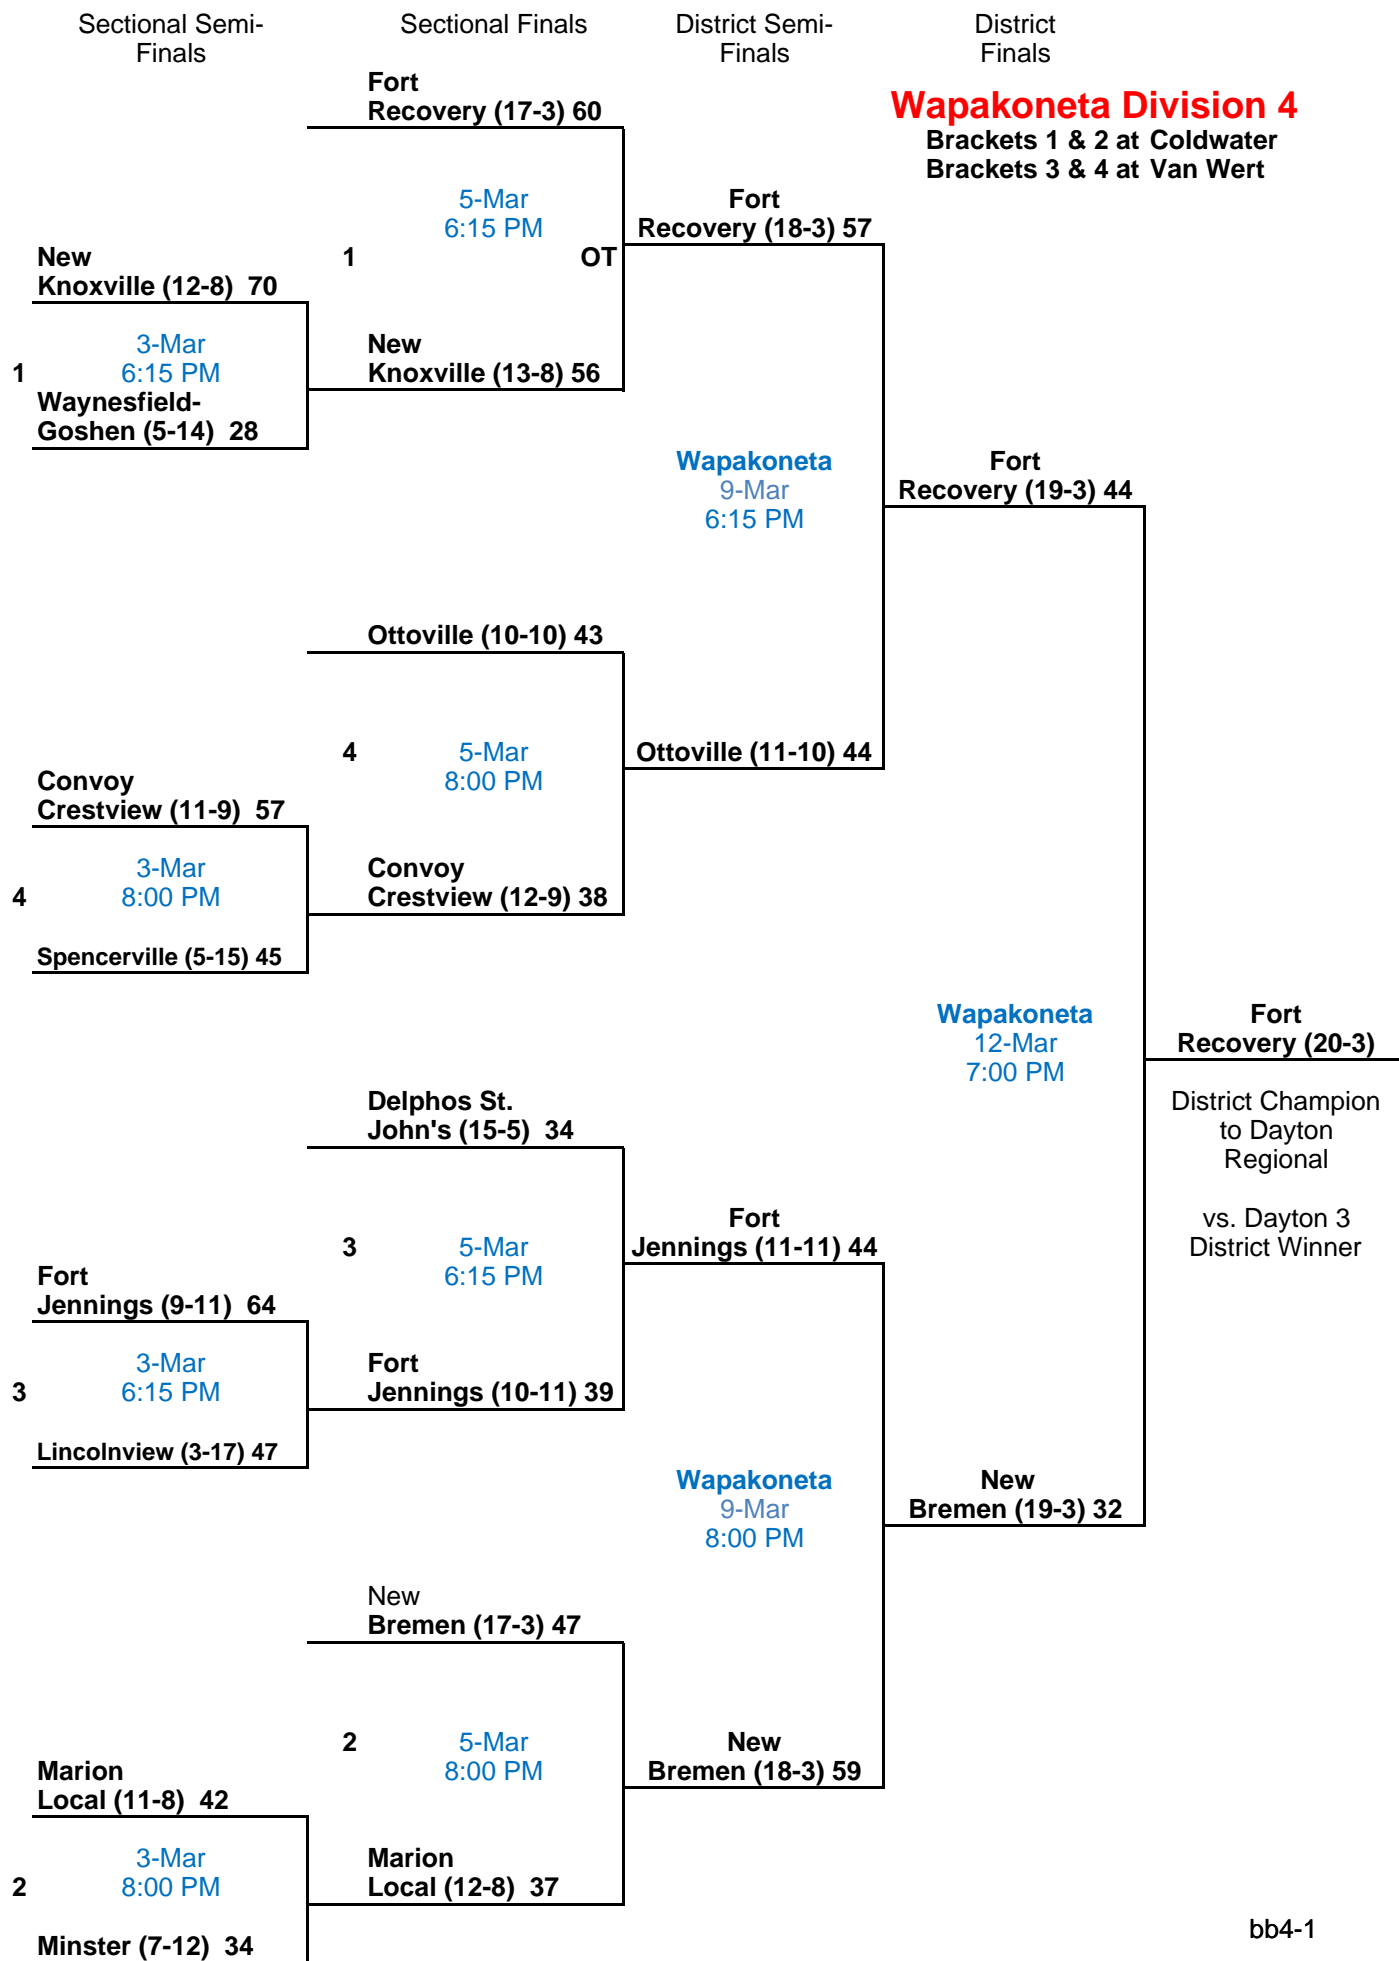 Sectional Semi-
Finals
Sectional Finals
District Semi-
Finals
District
Finals
Wapakoneta Division 4
Brackets 1 & 2 at Coldwater
Brackets 3 & 4 at Van Wert
Fort
Recovery (17-3) 60
5-Mar
6:15 PM
1
OT
Fort
Recovery (18-3) 57
New
Knoxville (12-8) 70
3-Mar
1 6:15 PM
Waynesfield-
Goshen (5-14) 28
New
Knoxville (13-8) 56
Wapakoneta
9-Mar
6:15 PM
Fort
Recovery (19-3) 44
Ottoville (10-10) 43
4 5-Mar
8:00 PM
Ottoville (11-10) 44
Convoy
Crestview (11-9) 57
3-Mar
4 8:00 PM
Spencerville (5-15) 45
Convoy
Crestview (12-9) 38
Wapakoneta
12-Mar
7:00 PM
Fort
Recovery (20-3)
District Champion
to Dayton
Regional
vs. Dayton 3
District Winner
Delphos St.
John's (15-5) 34
3 5-Mar
6:15 PM
Fort
Jennings (11-11) 44
Fort
Jennings (9-11) 64
3-Mar
3 6:15 PM
Lincolnview (3-17) 47
Fort
Jennings (10-11) 39
Wapakoneta
9-Mar
8:00 PM
New
Bremen (19-3) 32
New
Bremen (17-3) 47
2 5-Mar
8:00 PM
New
Bremen (18-3) 59
Marion
Local (11-8) 42
3-Mar
2 8:00 PM
Minster (7-12) 34
Marion
Local (12-8) 37
bb4-1